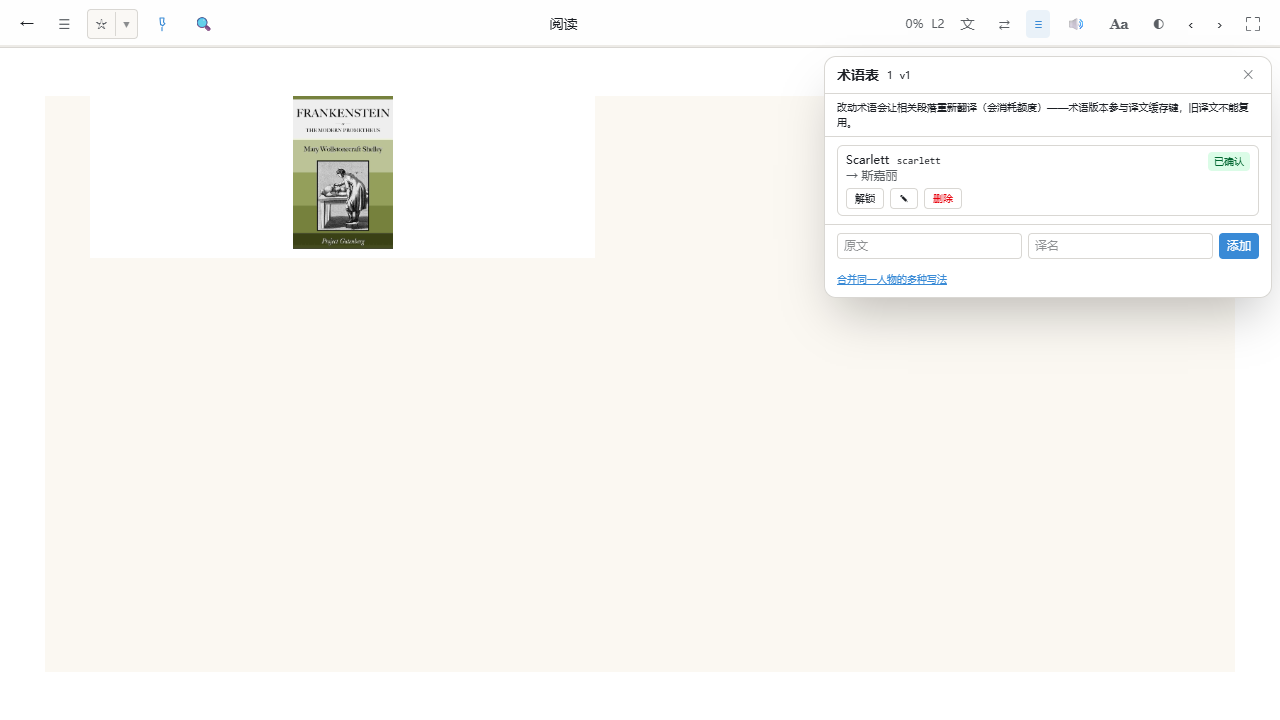 阅读
0% L2 文
Aa
术语表 1 v1
改动术语会让相关段落重新翻译（会消耗额度）——术语版本参与译文缓存键，旧译文不能复
用。
Scarlett scarlett 已确认
→ 斯嘉丽
解锁 删除
原文 译名 添加
合并同一人物的多种写法
FRANKENSTEIN
or
THE MODERN PROMETHEUS
Mary Wollstonecraft Shelley
Project Gutenberg